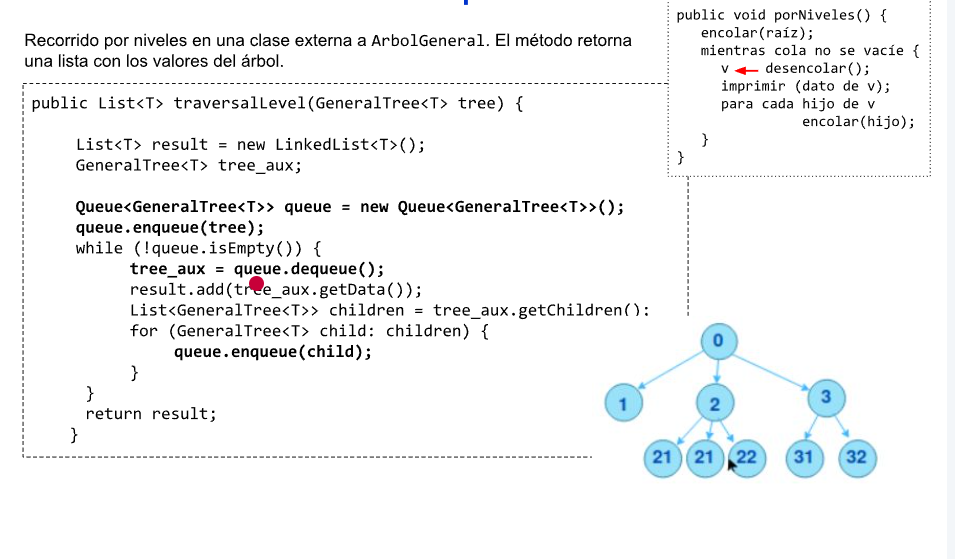 Recorrido por niveles en una clase externa a ArbolGeneral. El método retorna
una lista con los valores del árbol.
public void porNiveles() {
encolar(raíz);
mientras cola no se vacíe {
v desencolar();
imprimir (dato de v);
para cada hijo de v
encolar(hijo);
}
}
public List<T> traversalLevel(GeneralTree<T> tree) {
List<T> result = new LinkedList<T>();
GeneralTree<T> tree_aux;
Queue<GeneralTree<T>> queue = new Queue<GeneralTree<T>>();
queue.enqueue(tree);
while (!queue.isEmpty()) {
tree_aux = queue.dequeue();
result.add(tree_aux.getData());
List<GeneralTree<T>> children = tree_aux.getChildren();
for (GeneralTree<T> child: children) {
queue.enqueue(child);
}
}
return result;
}
0
1 2 3
21 21 22 31 32